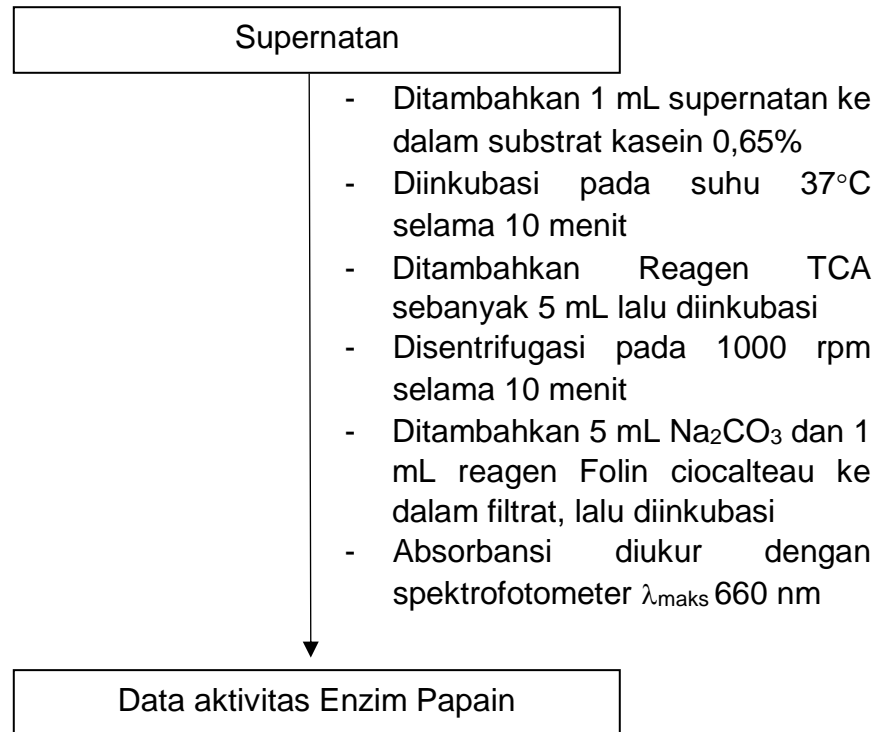 Supernatan
- Ditambahkan 1 mL supernatan ke
dalam substrat kasein 0,65%
- Diinkubasi pada suhu 37°C
selama 10 menit
- Ditambahkan Reagen TCA
sebanyak 5 mL lalu diinkubasi
- Disentrifugasi pada 1000 rpm
selama 10 menit
- Ditambahkan 5 mL Na₂CO₃ dan 1
mL reagen Folin ciocalteau ke
dalam filtrat, lalu diinkubasi
- Absorbansi diukur dengan
spektrofotometer λmaks 660 nm
Data aktivitas Enzim Papain